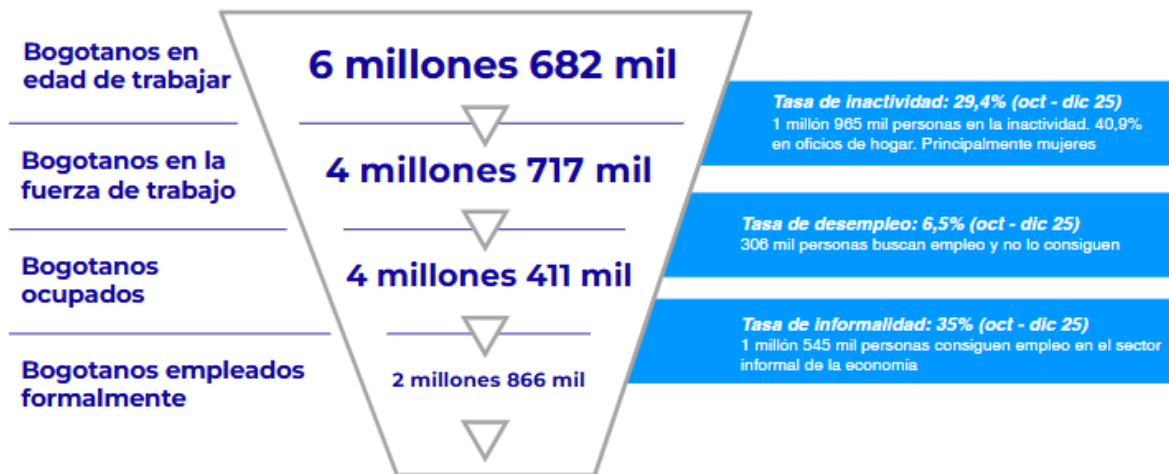 Bogotanos en
edad de trabajar
6 millones 682 mil
Tasa de inactividad: 29,4% (oct - dic 25)
1 millón 965 mil personas en la inactividad. 40,9%
en oficios de hogar. Principalmente mujeres
Bogotanos en la
fuerza de trabajo
4 millones 717 mil
Tasa de desempleo: 6,5% (oct - dic 25)
306 mil personas buscan empleo y no lo consiguen
Bogotanos
ocupados
4 millones 411 mil
Tasa de informalidad: 35% (oct - dic 25)
1 millón 545 mil personas consiguen empleo en el sector
informal de la economía
Bogotanos empleados
formalmente
2 millones 866 mil